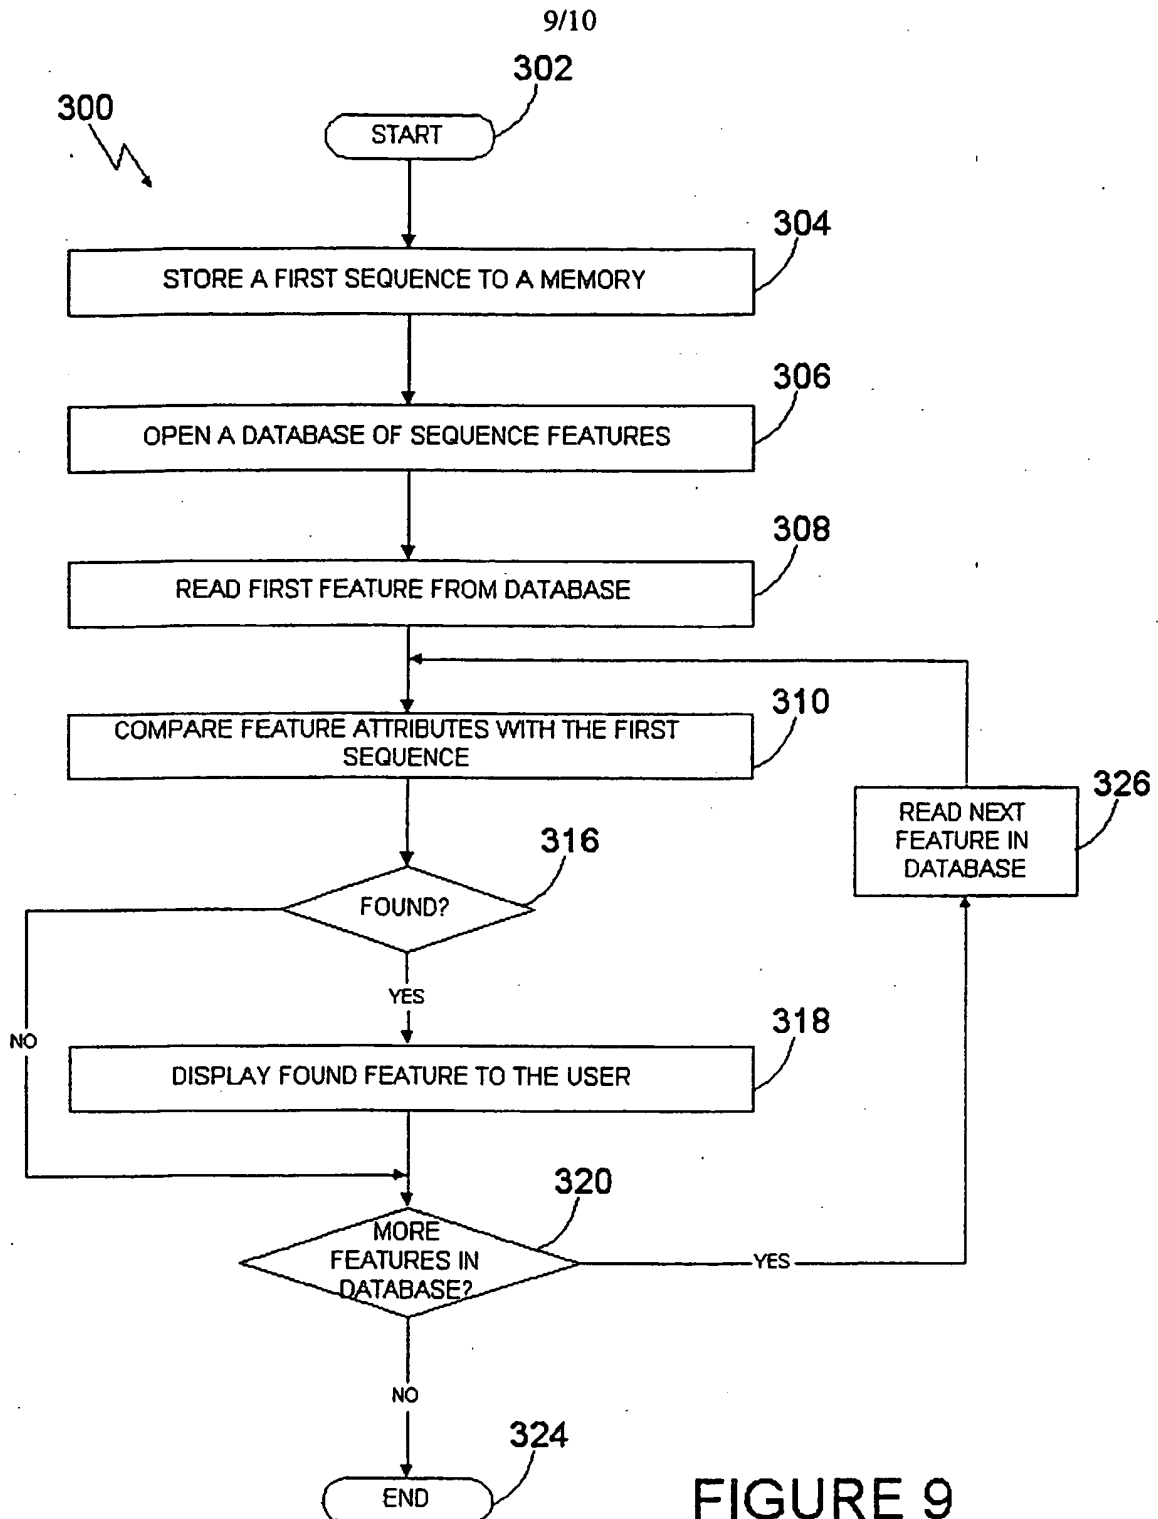 9/10
302
300
START
304
STORE A FIRST SEQUENCE TO A MEMORY
306
OPEN A DATABASE OF SEQUENCE FEATURES
308
READ FIRST FEATURE FROM DATABASE
310
COMPARE FEATURE ATTRIBUTES WITH THE FIRST
SEQUENCE
326
READ NEXT
FEATURE IN
DATABASE
316
FOUND?
YES
NO
318
DISPLAY FOUND FEATURE TO THE USER
320
MORE
FEATURES IN
DATABASE?
YES
NO
324
END
FIGURE 9